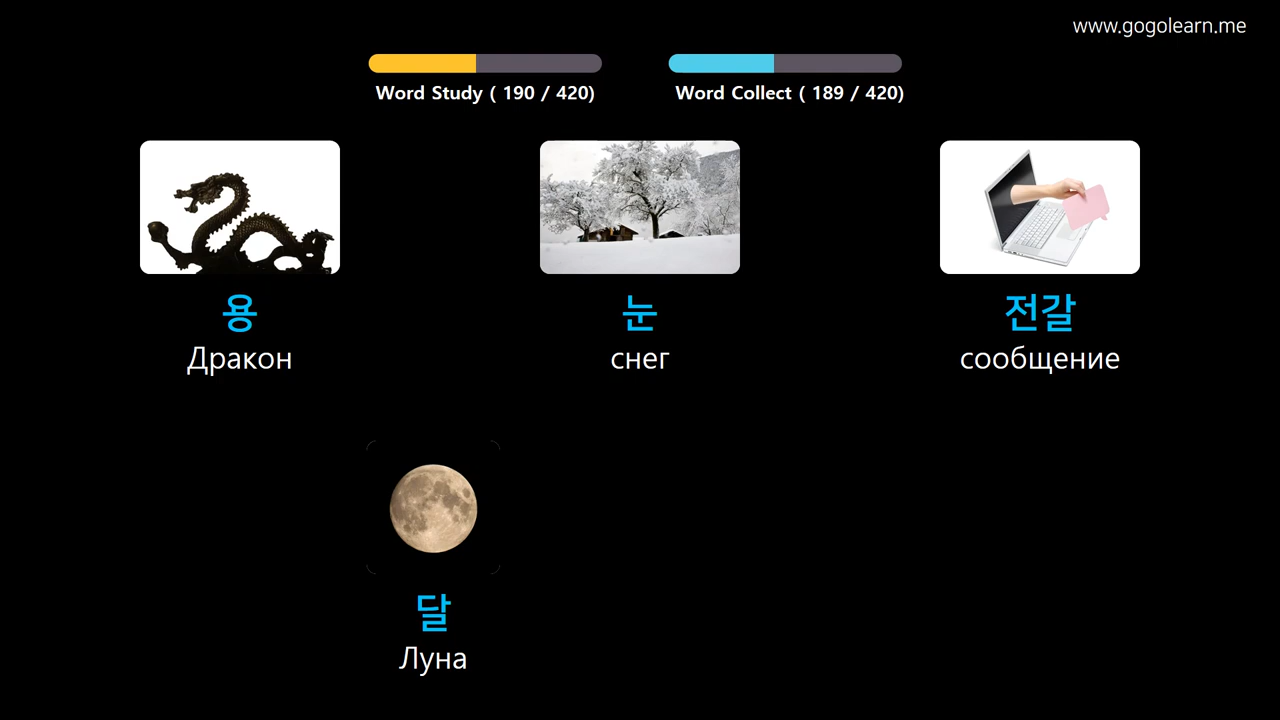 www.gogolearn.me
Word Study ( 190 / 420)
Word Collect ( 189 / 420)
용
Дракон
눈
снег
전갈
сообщение
달
Луна